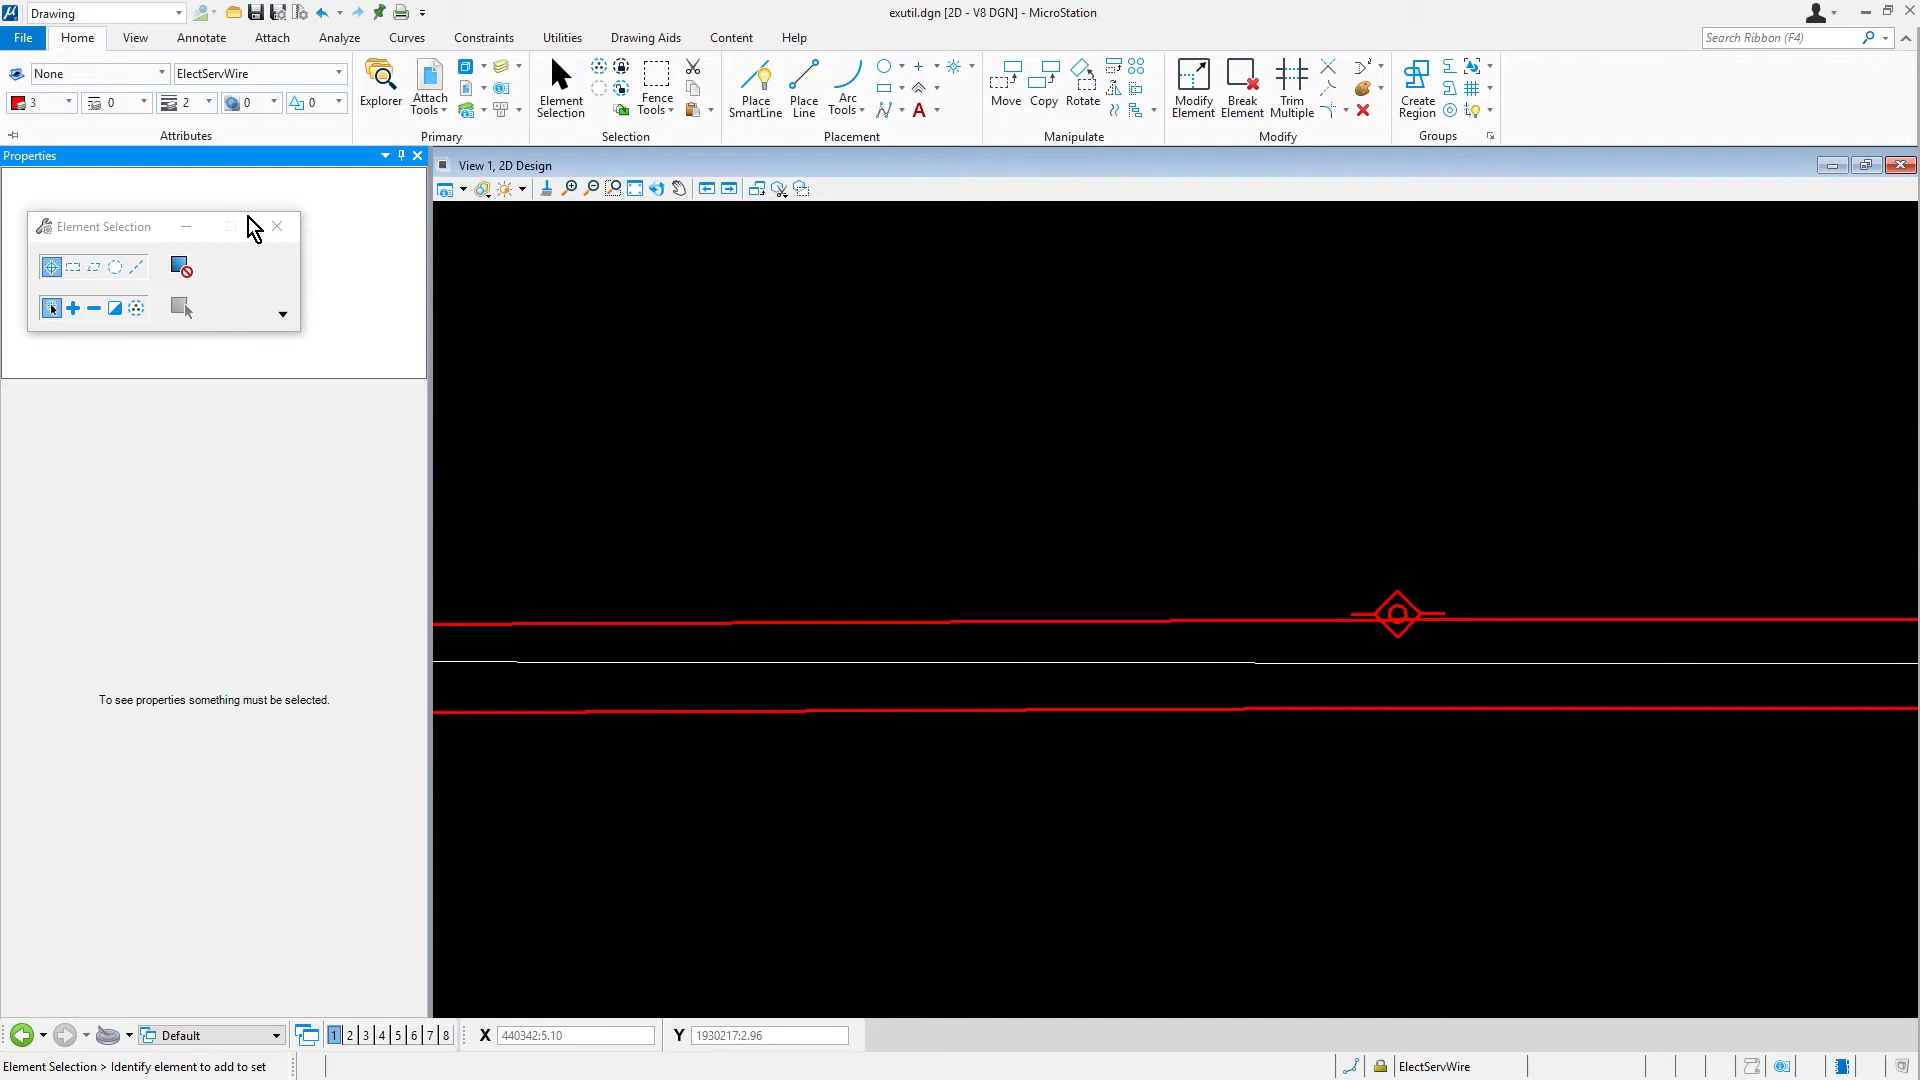 Drawing
exutil.dgn [2D - V8 DGN] - MicroStation
File Home View Annotate Attach Analyze Curves Constraints Utilities Drawing Aids Content Help
Search Ribbon (F4)
None ElectServWire
3 0 2 0 0
Attributes
Explorer
Attach Tools
Primary
Element Selection
Fence Tools
Selection
Place SmartLine
Place Line
Arc Tools
Placement
Move Copy Rotate
Manipulate
Modify Element
Break Element
Trim Multiple
Modify
Create Region
Groups
Properties
View 1, 2D Design
Element Selection
To see properties something must be selected.
Default
1 2 3 4 5 6 7 8
X 440342:5.10
Y 1930217:2.96
Element Selection > Identify element to add to set
ElectServWire